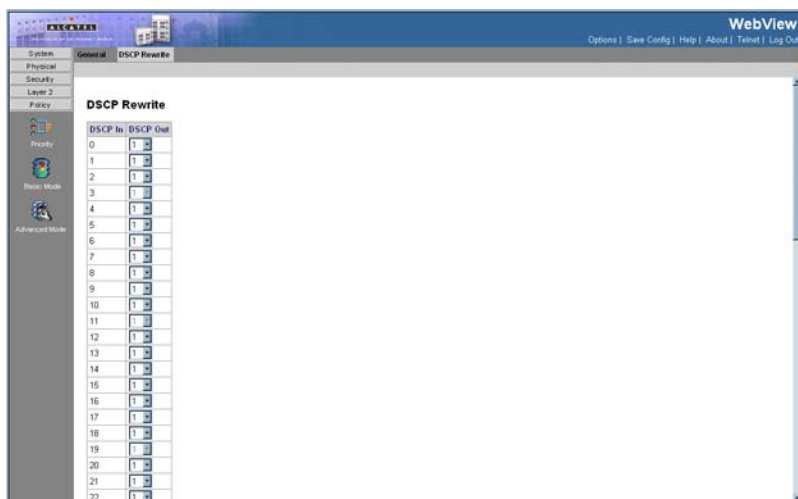 ALCATEL
WebView
Options | Save Config | Help | About | Telnet | Log Out
System
General
DSCP Rewrite
Physical
Security
Layer 2
Policy
Priority
Basic Mode
Advanced Mode
DSCP Rewrite
DSCP In DSCP Out
0 1
1 1
2 1
3 1
4 1
5 1
6 1
7 1
8 1
9 1
10 1
11 1
12 1
13 1
14 1
15 1
16 1
17 1
18 1
19 1
20 1
21 1
22 1